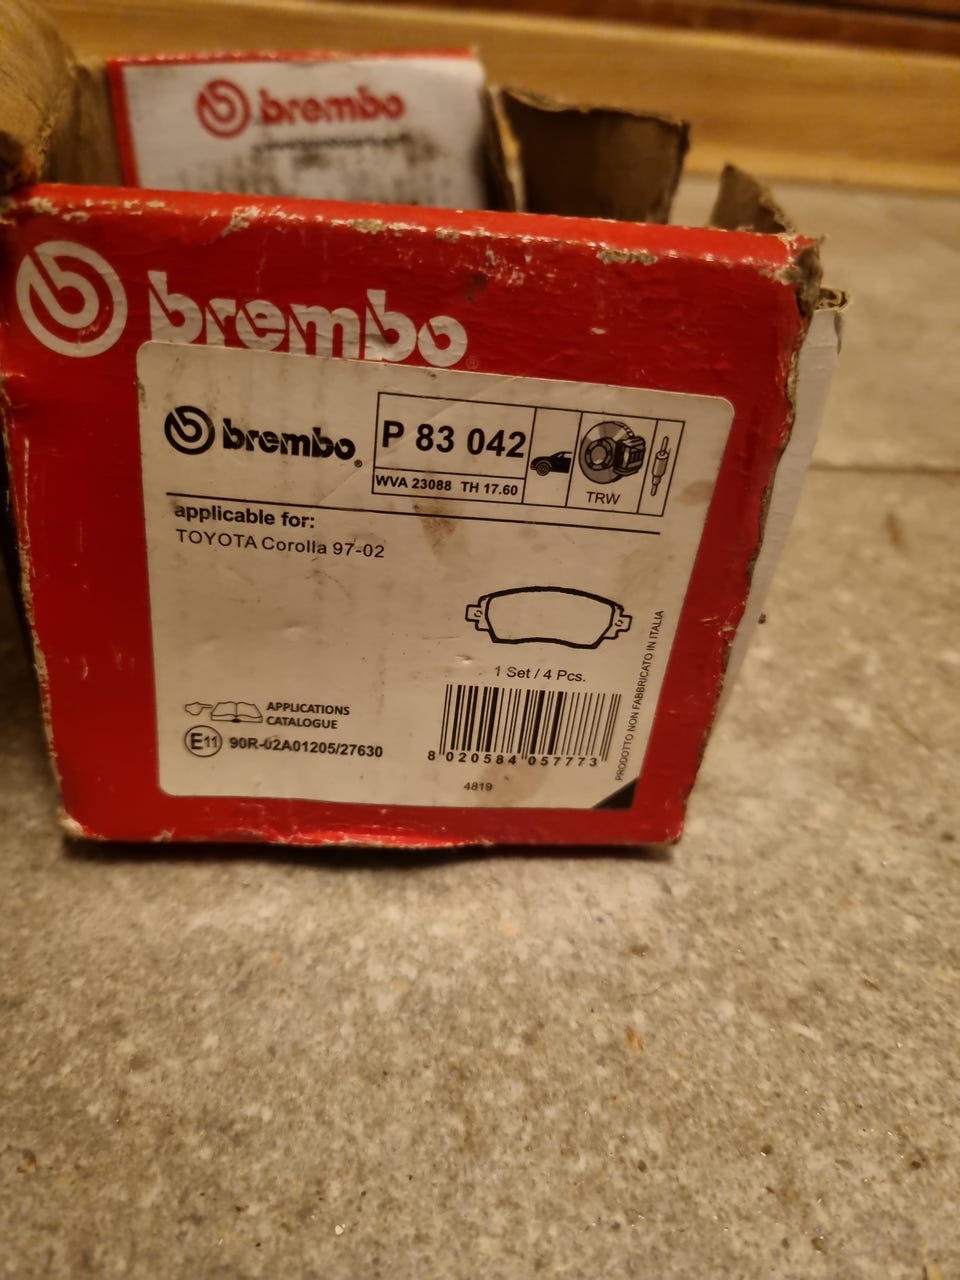 brembo
brembo
brembo
P 83 042
WVA 23088 TH 17.60
TRW
applicable for:
TOYOTA Corolla 97-02
1 Set / 4 Pcs.
APPLICATIONS
CATALOGUE
E11 90R-02A01205/27630
8 020584 057773
4819
PRODOTTO NON FABBRICATO IN ITALIA